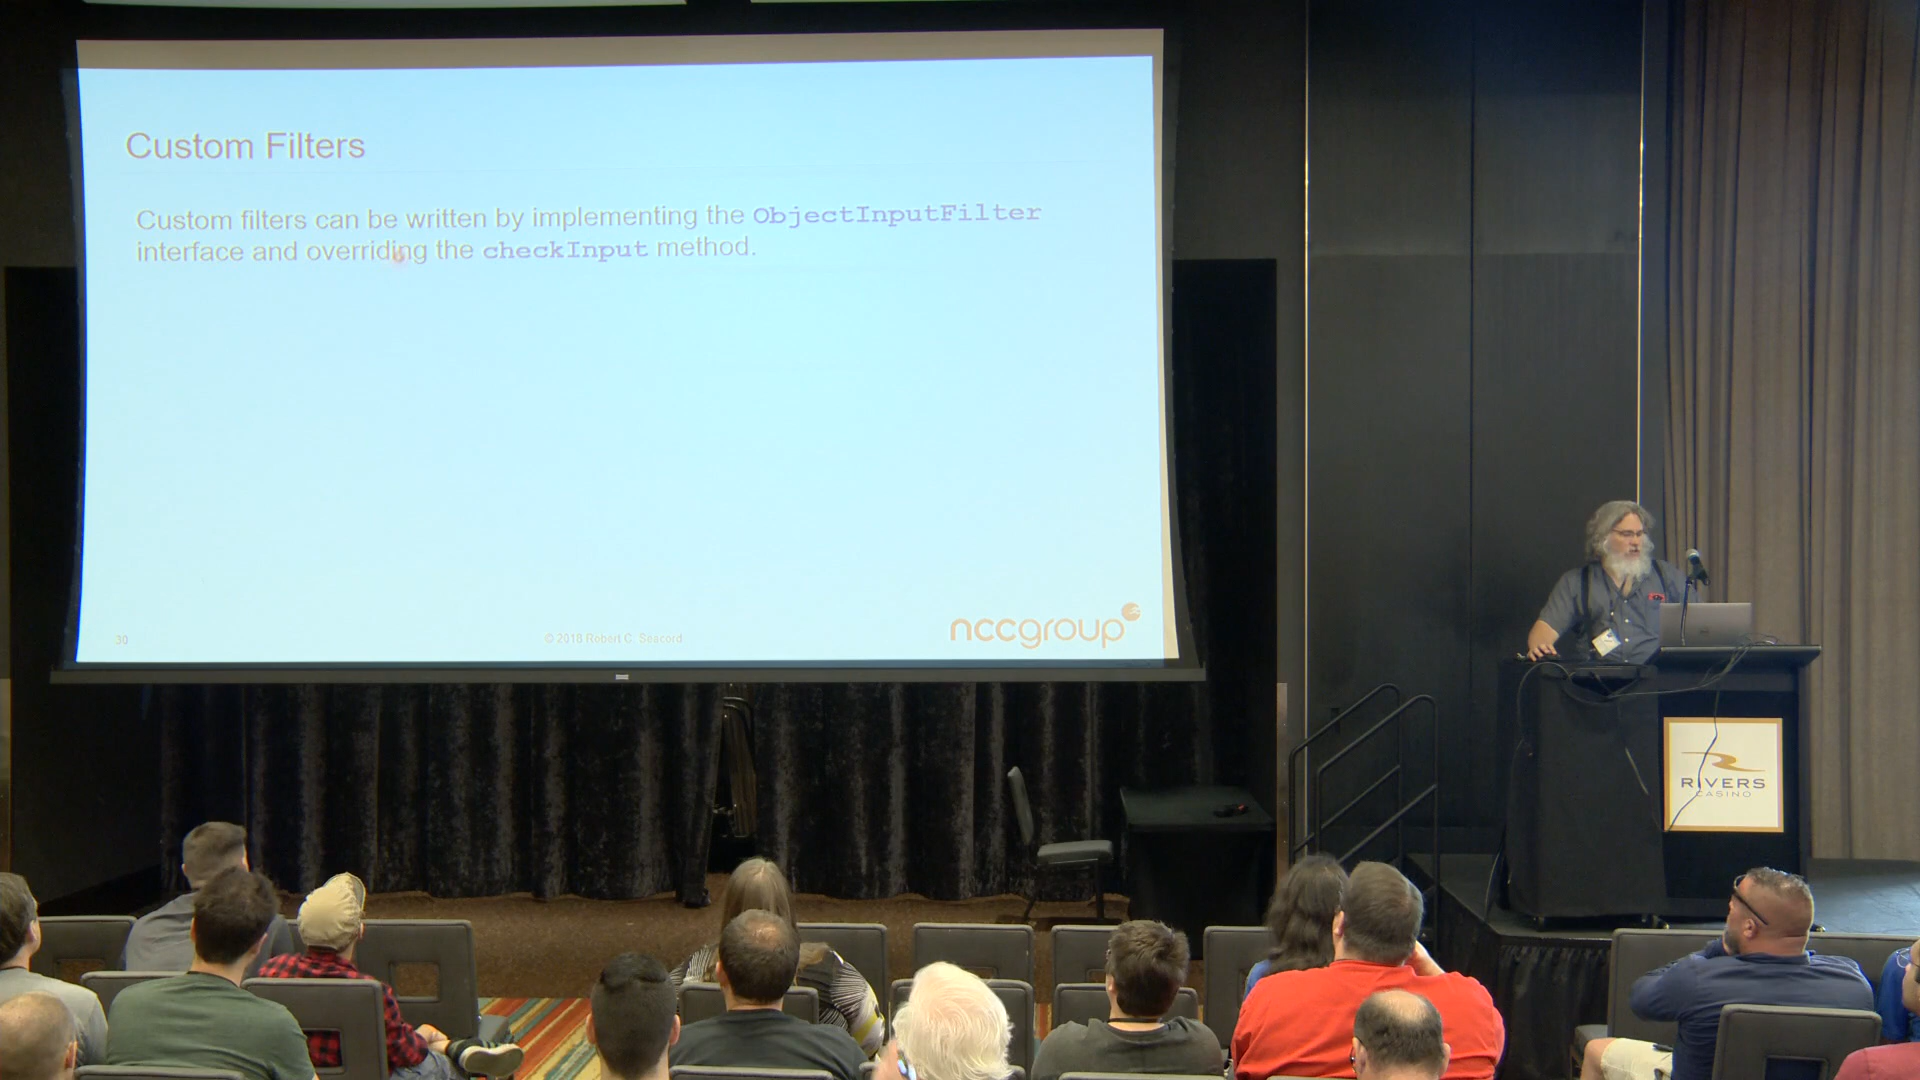 Custom Filters
Custom filters can be written by implementing the ObjectInputFilter
interface and overriding the checkInput method.
30
© 2018 Robert C. Seacord
nccgroup
RIVERS
CASINO